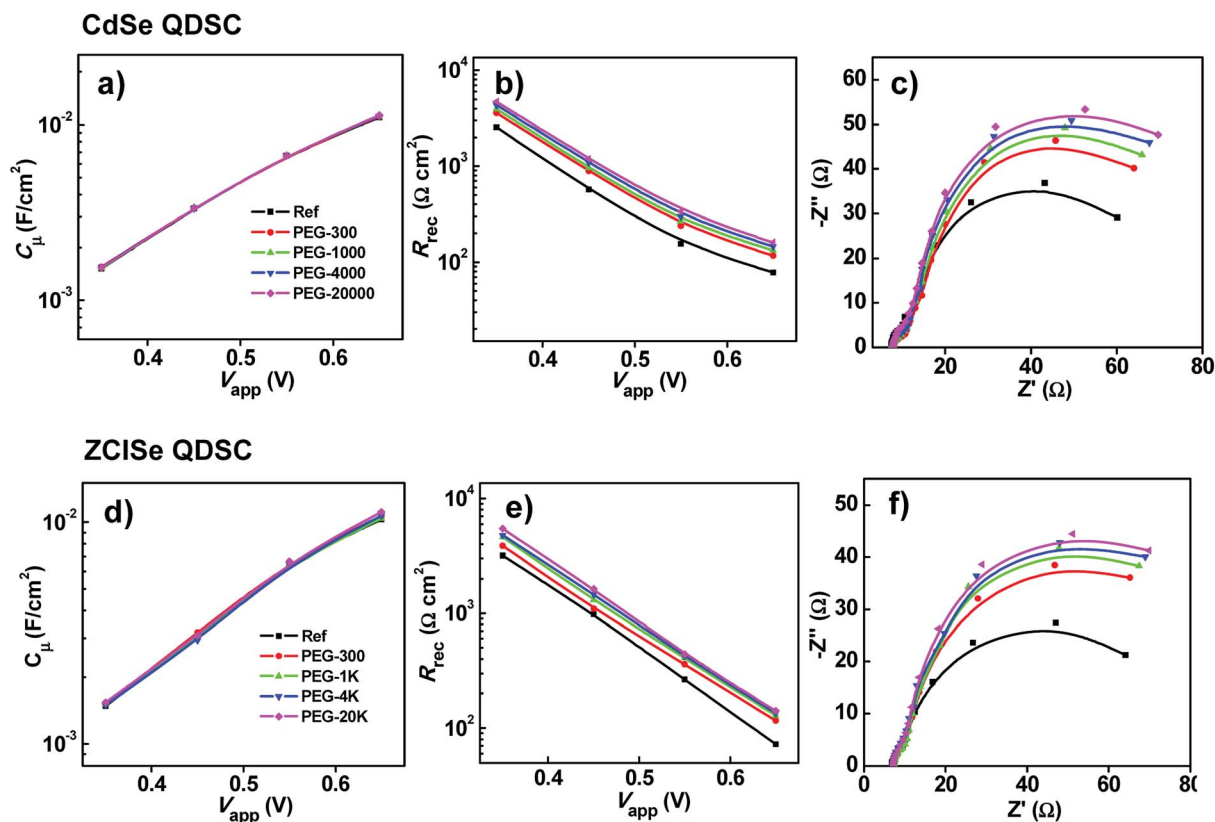 CdSe QDSC
a)
10⁻²
10⁻³
C_μ (F/cm²)
Ref
PEG-300
PEG-1000
PEG-4000
PEG-20000
0.4 0.5 0.6
V_app (V)
b)
10⁴
10³
10²
R_rec (Ω cm²)
0.4 0.5 0.6
V_app (V)
c)
60
50
40
30
20
10
0
-Z'' (Ω)
0 20 40 60 80
Z' (Ω)
ZCISe QDSC
d)
10⁻²
10⁻³
C_μ (F/cm²)
Ref
PEG-300
PEG-1K
PEG-4K
PEG-20K
0.4 0.5 0.6
V_app (V)
e)
10⁴
10³
10²
R_rec (Ω cm²)
0.4 0.5 0.6
V_app (V)
f)
50
40
30
20
10
0
-Z'' (Ω)
0 20 40 60 80
Z' (Ω)